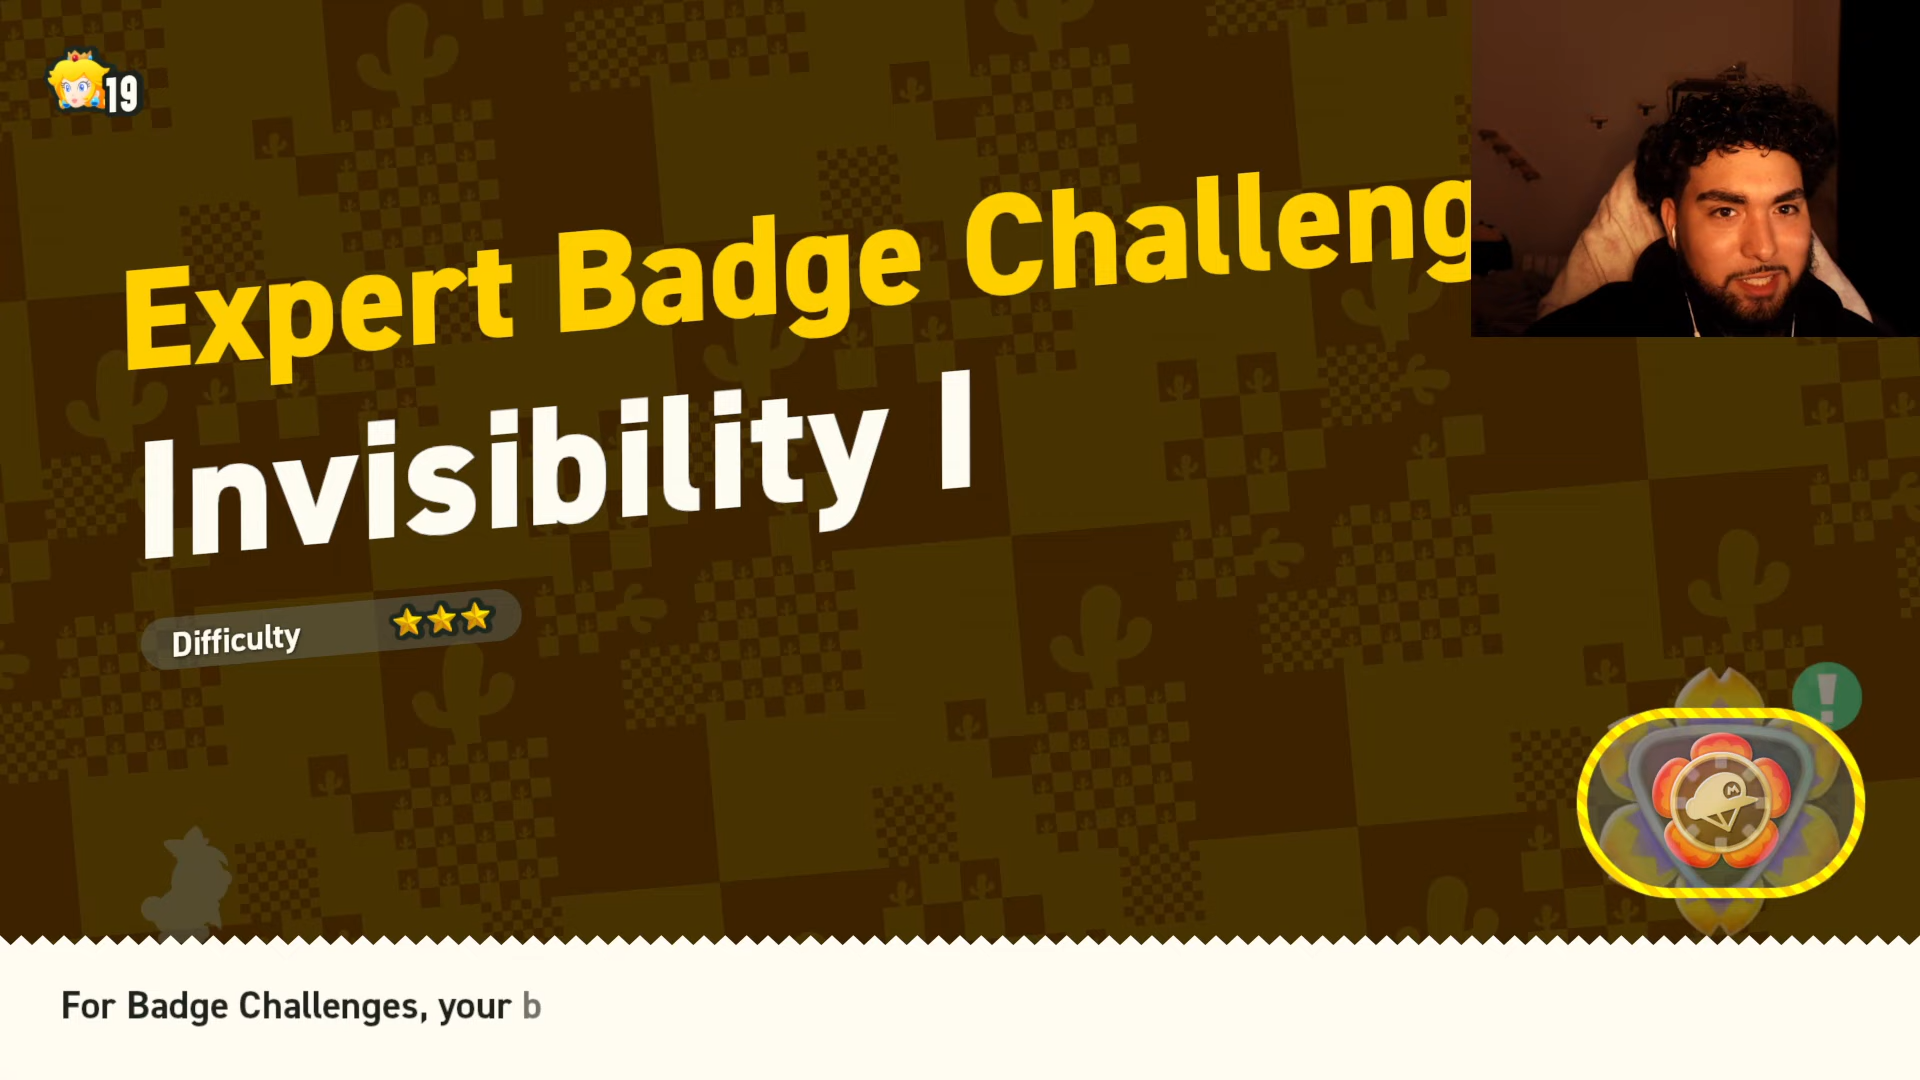 19
Expert Badge Challeng
Invisibility I
Difficulty
!
M
For Badge Challenges, your b